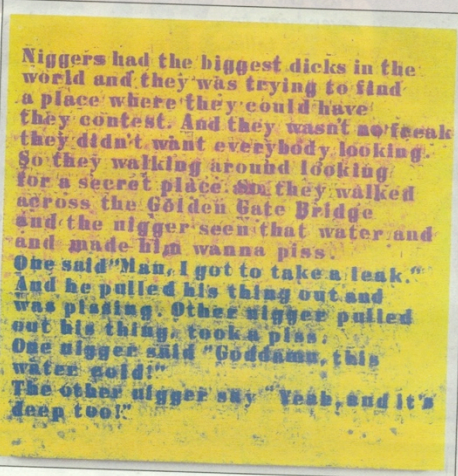 Niggers had the biggest dicks in the
world and they was trying to find
a place where they could have
they contest. And they wasn't no freak
they didn't want everybody looking.
So they walking around looking
for a secret place. So they walked
across the Golden Gate Bridge
and the nigger seen that water and
and made him wanna piss.
One said "Man, I got to take a leak."
And he pulled his thing out and
was pissing. Other nigger pulled
out his thing, took a piss.
One nigger said "Goddamn, this
water cold!"
The other nigger say "Yeah, and it's
deep too!"